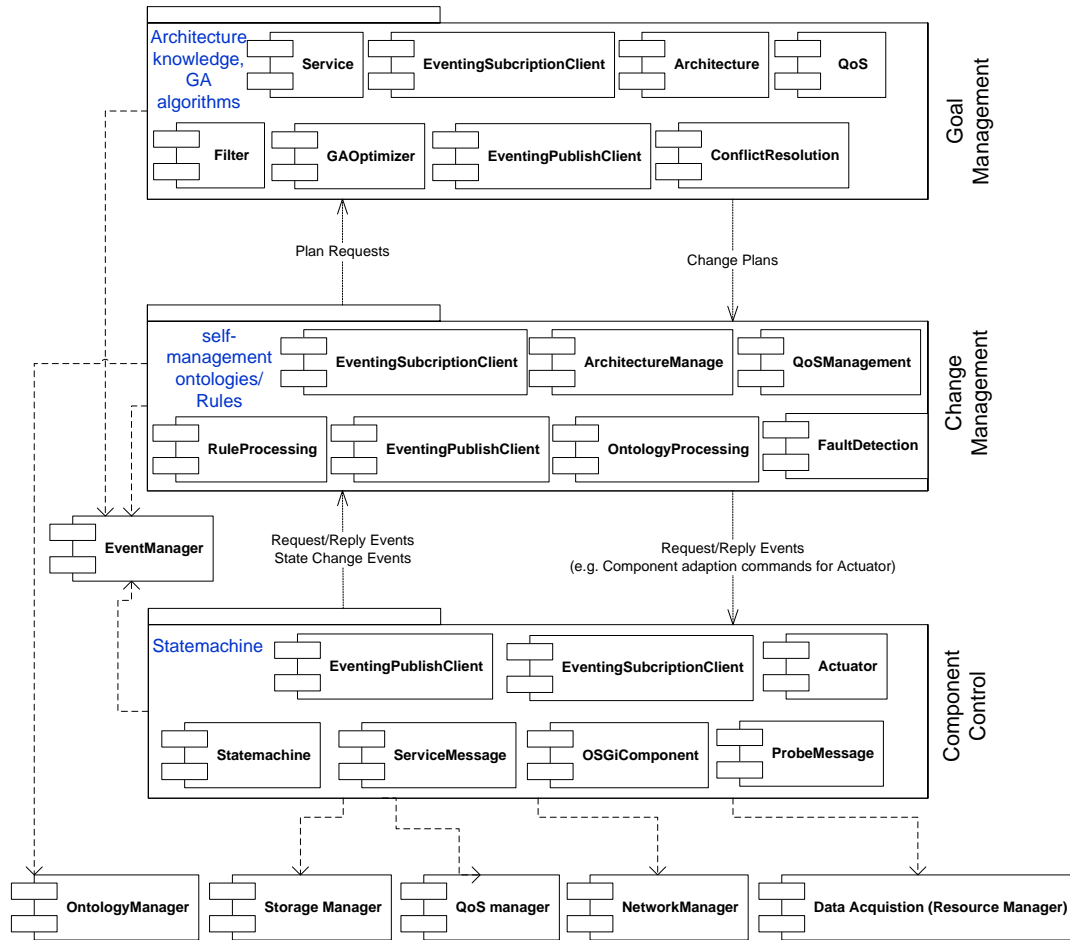 Architecture
knowledge,
GA
algorithms
Service
EventingSubcriptionClient
Architecture
QoS
Filter
GAOptimizer
EventingPublishClient
ConflictResolution
Goal
Management
Plan Requests
Change Plans
self-
management
ontologies/
Rules
EventingSubcriptionClient
ArchitectureManage
QoSManagement
RuleProcessing
EventingPublishClient
OntologyProcessing
FaultDetection
Change
Management
EventManager
Request/Reply Events
State Change Events
Request/Reply Events
(e.g. Component adaption commands for Actuator)
Statemachine
EventingPublishClient
EventingSubcriptionClient
Actuator
Statemachine
ServiceMessage
OSGiComponent
ProbeMessage
Component
Control
OntologyManager
Storage Manager
QoS manager
NetworkManager
Data Acquistion (Resource Manager)